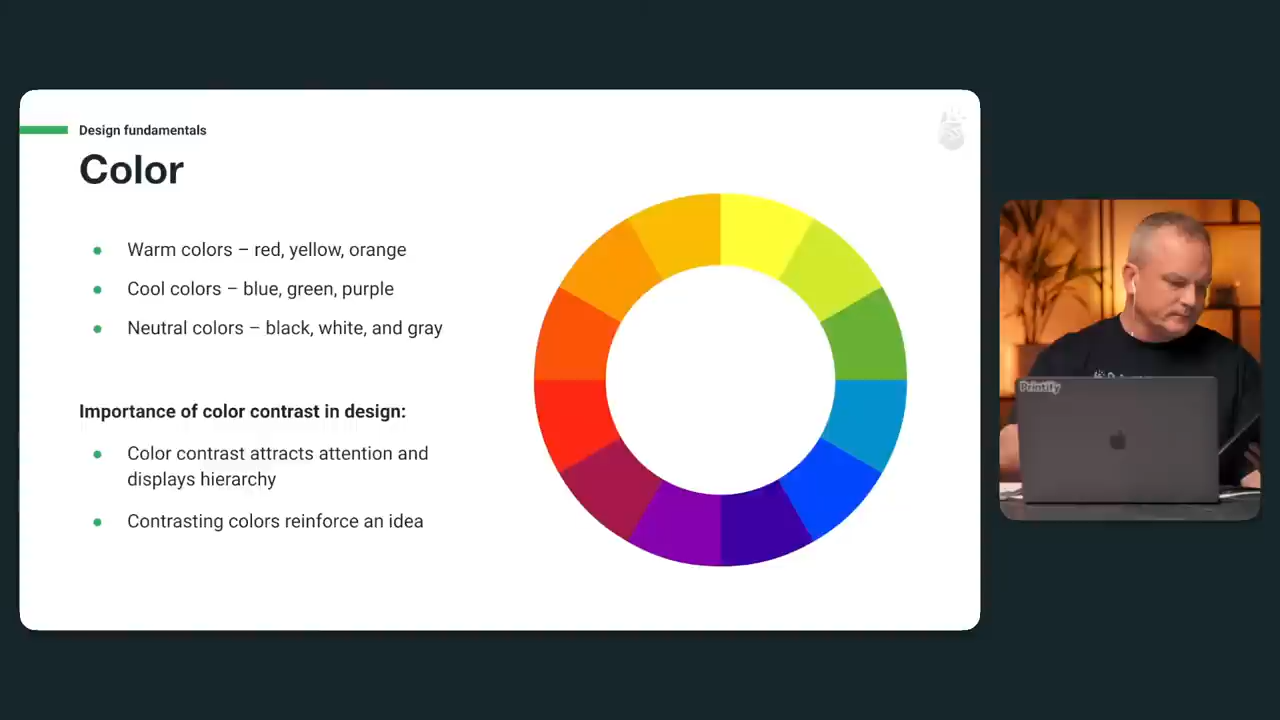 Design fundamentals
Color
Warm colors – red, yellow, orange
Cool colors – blue, green, purple
Neutral colors – black, white, and gray
Importance of color contrast in design:
Color contrast attracts attention and
displays hierarchy
Contrasting colors reinforce an idea
Printify